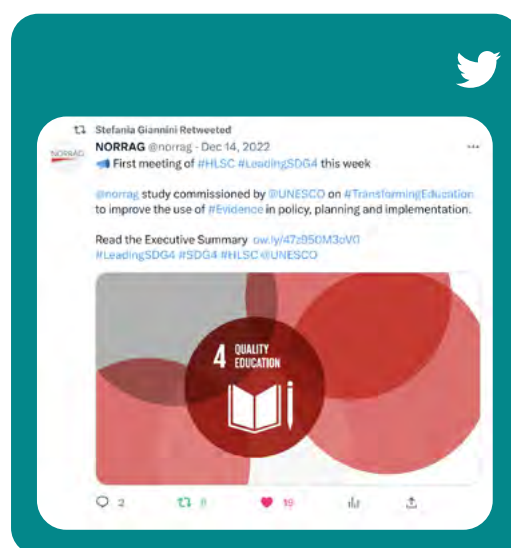 Stefania Giannini Retweeted
NORRAG @norrag · Dec 14, 2022
NORRAG
First meeting of #HLSC #LeadingSDG4 this week
@norrag study commissioned by @UNESCO on #TransformingEducation
to improve the use of #Evidence in policy, planning and implementation.
Read the Executive Summary
#LeadingSDG4 #SDG4 #HLSC @UNESCO
4 QUALITY
EDUCATION
2
19